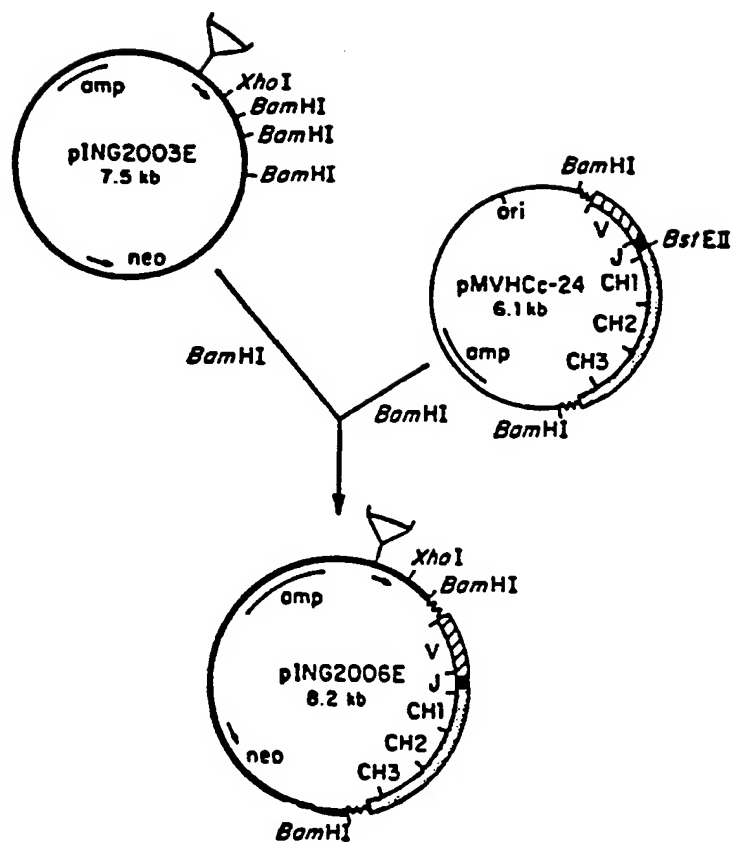 amp
XhoI
BamHI
BamHI
BamHI
pING2003E
7.5 kb
neo
BamHI
ori
V
J
BstEII
CH1
CH2
CH3
pMVHCc-24
6.1 kb
amp
BamHI
BamHI
BamHI
XhoI
BamHI
amp
V
J
CH1
CH2
CH3
pING2006E
8.2 kb
neo
BamHI